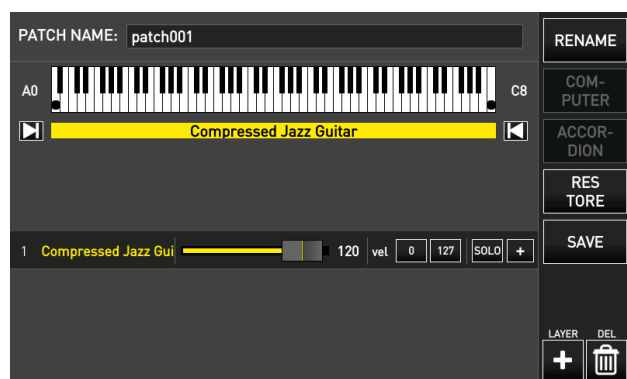 PATCH NAME: patch001
RENAME
A0
C8
COM-
PUTER
Compressed Jazz Guitar
ACCOR-
DION
RES
TORE
1 Compressed Jazz Gui 120 vel 0 127 SOLO +
SAVE
LAYER DEL
+